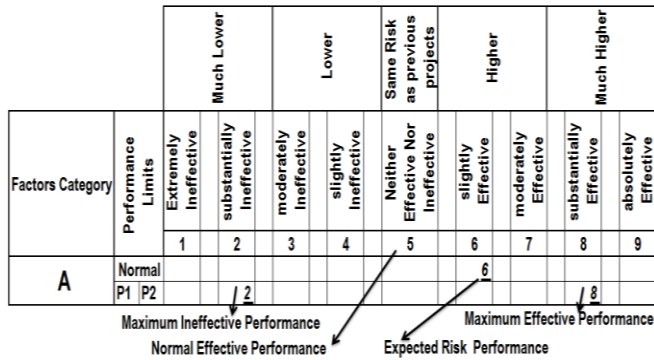 Much Lower
Lower
Same Risk
as previous
projects
Higher
Much Higher
Factors Category
Performance
Limits
Extremely
Ineffective
substantially
Ineffective
moderately
Ineffective
slightly
Ineffective
Neither
Effective Nor
Ineffective
slightly
Effective
moderately
Effective
substantially
Effective
absolutely
Effective
1 2 3 4 5 6 7 8 9
A
Normal 6
P1 P2 2 8
Maximum Ineffective Performance
Maximum Effective Performance
Normal Effective Performance
Expected Risk Performance